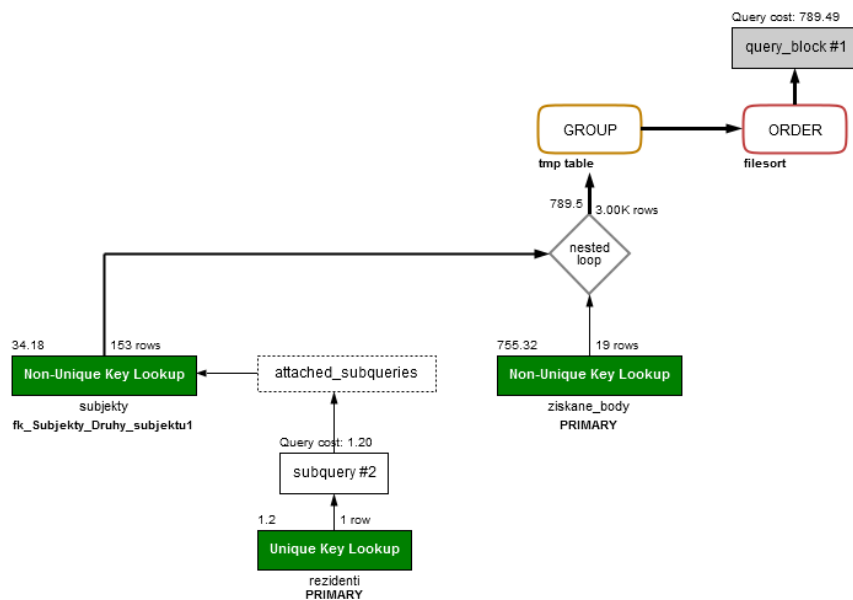 Query cost: 789.49
query_block #1
GROUP
ORDER
tmp table
filesort
789.5
3.00K rows
nested
loop
34.18
153 rows
755.32
19 rows
Non-Unique Key Lookup
attached_subqueries
Non-Unique Key Lookup
subjekty
ziskane_body
fk_Subjekty_Druhy_subjektu1
PRIMARY
Query cost: 1.20
subquery #2
1.2
1 row
Unique Key Lookup
rezidenti
PRIMARY